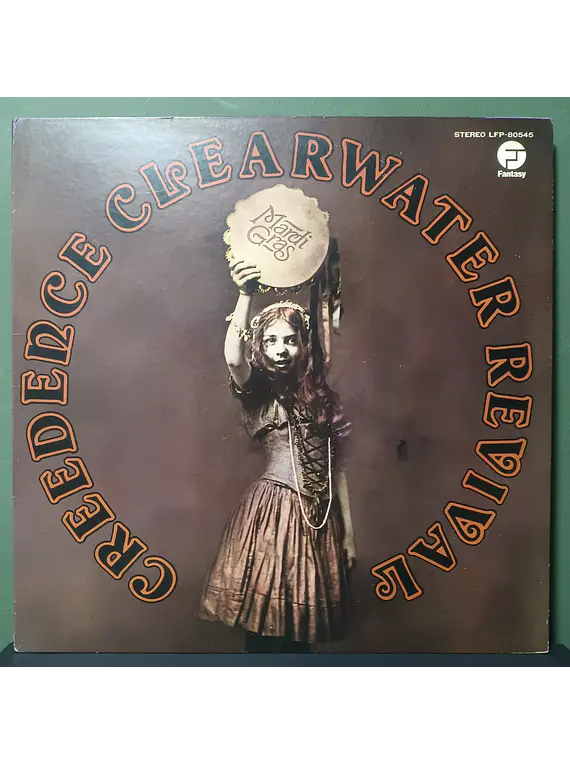 STEREO LFP-80545
F
Fantasy
CREEDENCE CLEARWATER REVIVAL
Mardi
Gras